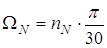 Ω_N = n_N · π/30